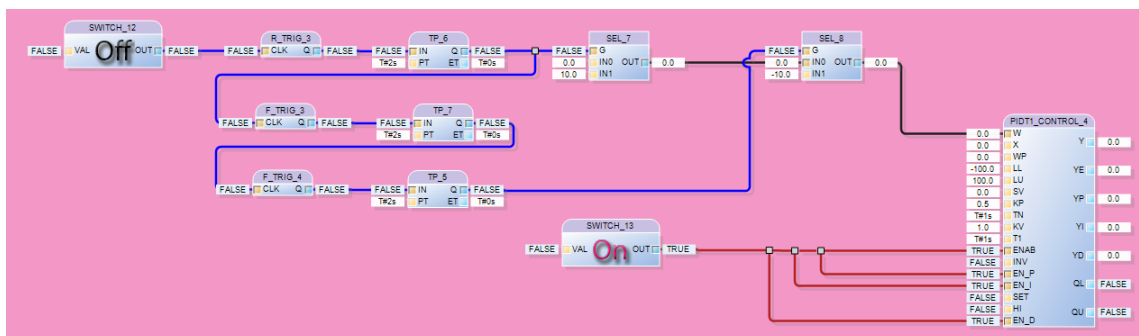 SWITCH_12
FALSE VAL Off OUT FALSE
R_TRIG_3
FALSE CLK Q FALSE
TP_6
FALSE IN Q FALSE
T#2s PT ET T#0s
SEL_7
FALSE G
0.0 IN0 OUT 0.0
10.0 IN1
SEL_8
FALSE G
0.0 IN0 OUT 0.0
-10.0 IN1
F_TRIG_3
FALSE CLK Q FALSE
TP_7
FALSE IN Q FALSE
T#2s PT ET T#0s
F_TRIG_4
FALSE CLK Q FALSE
TP_5
FALSE IN Q FALSE
T#2s PT ET T#0s
SWITCH_13
FALSE VAL On OUT TRUE
PIDT1_CONTROL_4
0.0 W Y 0.0
0.0 X
0.0 WP
-100.0 LL YE 0.0
100.0 LU
0.0 SV YP 0.0
0.5 KP
T#1s TN
1.0 KV YI 0.0
T#1s T1
TRUE ENAB YD 0.0
FALSE INV
TRUE EN_P
TRUE EN_I QL FALSE
FALSE SET
FALSE HI QU FALSE
TRUE EN_D